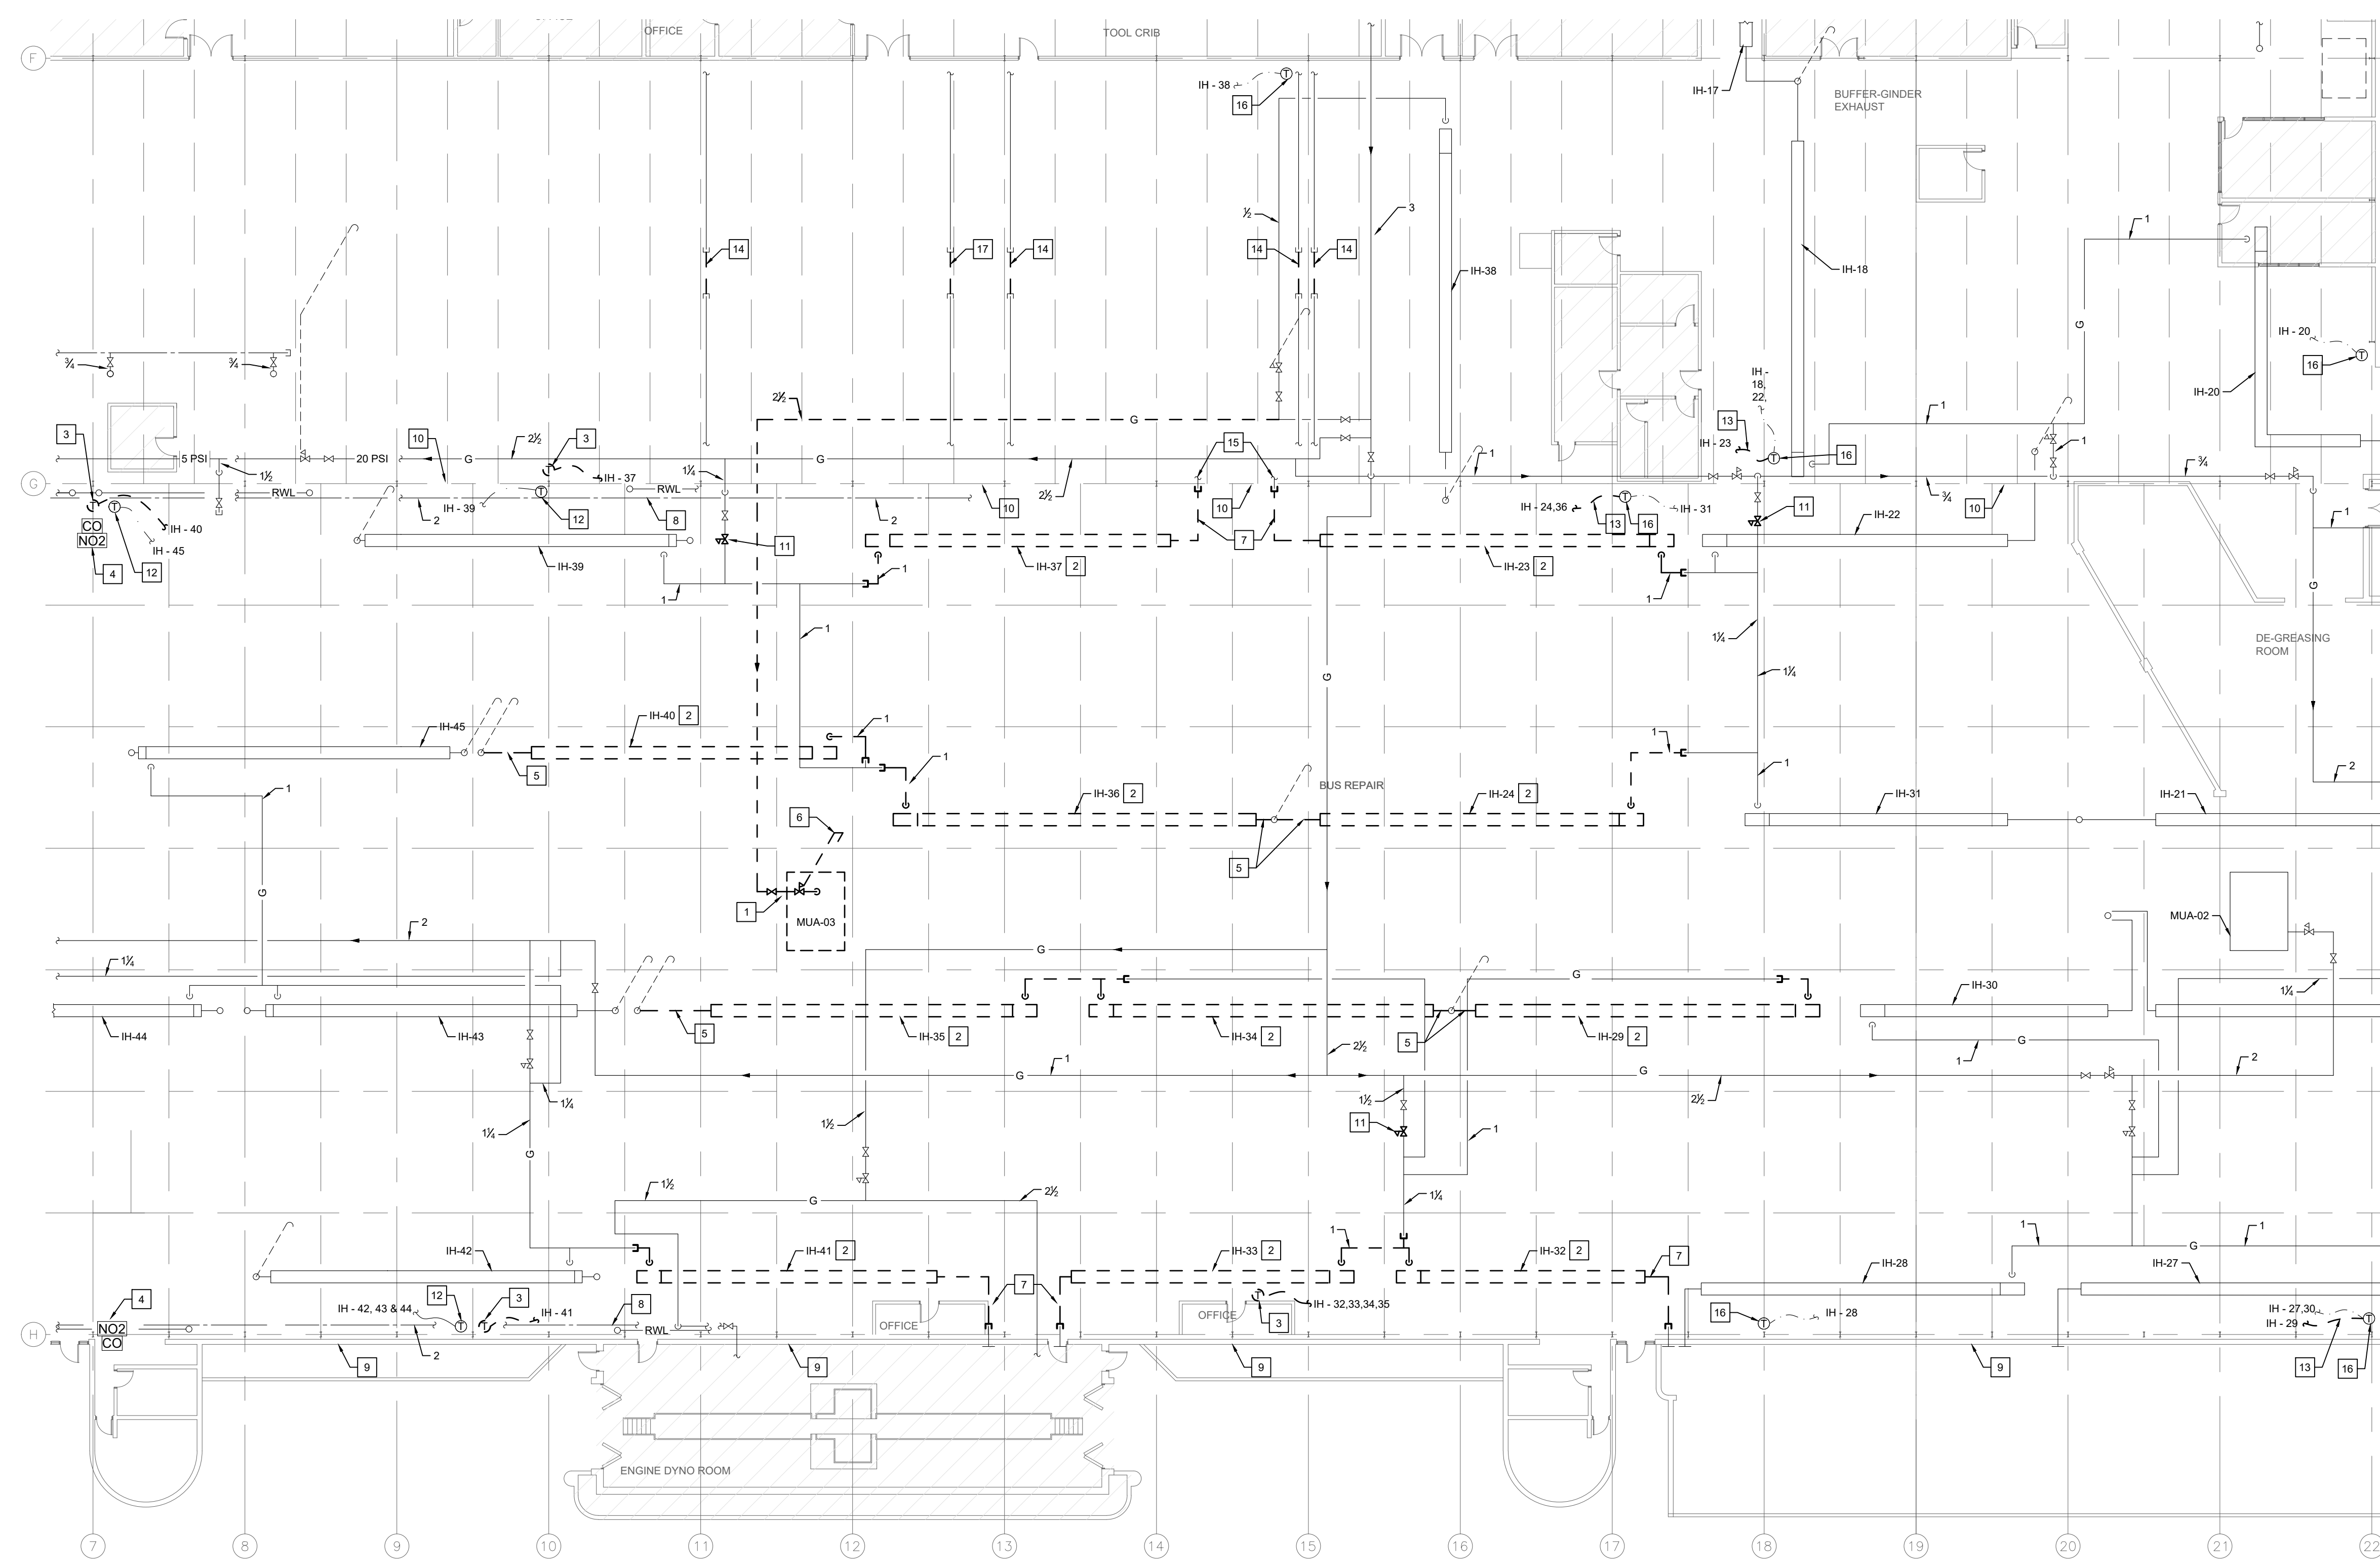 OFFICE
TOOL CRIB
F
IH - 38
16
IH-17
BUFFER-GINDER
EXHAUST
½
3
1
14
17
14
14
14
IH-38
IH-18
G
IH - 20
16
¾
¾
IH -
18,
22,
IH-20
2½
G
13
1
3
10
2½
3
15
IH - 23
16
1
5 PSI
20 PSI
G
G
1
¾
1½
IH - 37
1¼
2½
G
RWL
RWL
¾
2
IH - 39
12
8
2
10
10
IH - 24,36
13
16
IH - 31
11
10
1
CO
NO2
IH - 40
IH - 45
4
12
IH-39
11
IH-37
2
7
IH-23
2
IH-22
1
1
1
G
1
1¼
DE-GREASING
ROOM
1¼
G
IH-45
IH-40
2
1
1
5
1
1
2
1
BUS REPAIR
IH-36
2
IH-24
2
IH-31
IH-21
6
5
G
1
MUA-03
MUA-02
2
G
1¼
G
1¼
IH-30
IH-44
IH-43
5
IH-35
2
IH-34
2
5
IH-29
2
2½
1
G
1
G
G
2
1¼
1½
2½
1½
11
1¼
1
G
1½
G
2½
1¼
1
1
1
G
IH-42
IH-41
2
IH-33
2
IH-32
2
7
IH-28
IH-27
7
4
IH - 42, 43 & 44
12
3
IH - 41
8
OFFICE
OFFICE
IH - 32,33,34,35
3
16
IH - 28
IH - 27,30
IH - 29
H
NO2
CO
RWL
2
9
9
9
9
13
16
ENGINE DYNO ROOM
7
8
9
10
11
12
13
14
15
16
17
18
19
20
21
22